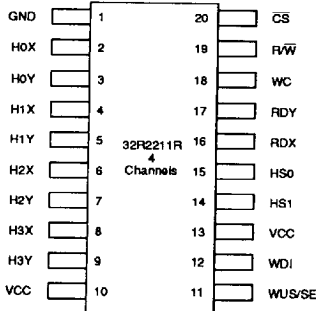 GND 1 20 C̅S̅
H0X 2 19 R/W̅
H0Y 3 18 WC
H1X 4 17 RDY
H1Y 5 32R2211R 16 RDX
4
H2X 6 Channels 15 HS0
H2Y 7 14 HS1
H3X 8 13 VCC
H3Y 9 12 WDI
VCC 10 11 WUS/SE